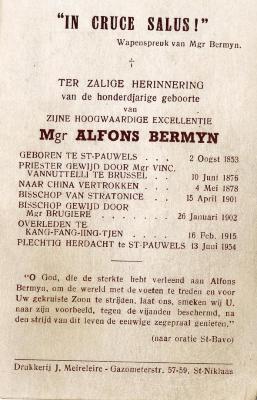 "IN CRUCE SALUS!"
Wapenspreuk van Mgr Bermyn.
†
TER ZALIGE HERINNERING
van de honderdjarige geboorte
van
ZIJNE HOOGWAARDIGE EXCELLENTIE
Mgr ALFONS BERMYN
GEBOREN TE ST-PAUWELS . . . 2 Oogst 1853
PRIESTER GEWIJD DOOR MGR VINC.
VANNUTTELLI TE BRUSSEL . . 10 Juni 1876
NAAR CHINA VERTROKKEN . . 4 Mei 1878
BISSCHOP VAN STRATONICE . . 15 April 1901
BISSCHOP GEWIJD DOOR
Mgr BRUGIERE . . . . 26 Januari 1902
OVERLEDEN TE
KANG-FANG-IING-TJEN . . . 16 Feb. 1915
PLECHTIG HERDACHT te ST-PAUWELS 13 Juni 1954
"O God, die de sterkte hebt verleend aan Alfons
Bermyn, om de wereld met de voeten te treden en voor
Uw gekruiste Zoon te strijden, laat ons, smeken wij U,
naar zijn voorbeeld, tegen de vijanden beschermd, na
den strijd van dit leven de eeuwige zegepraal genieten."
(naar oratie St-Bavo)
Drukkerij J. Meireleire - Gazometerstr. 57-59, St-Niklaas